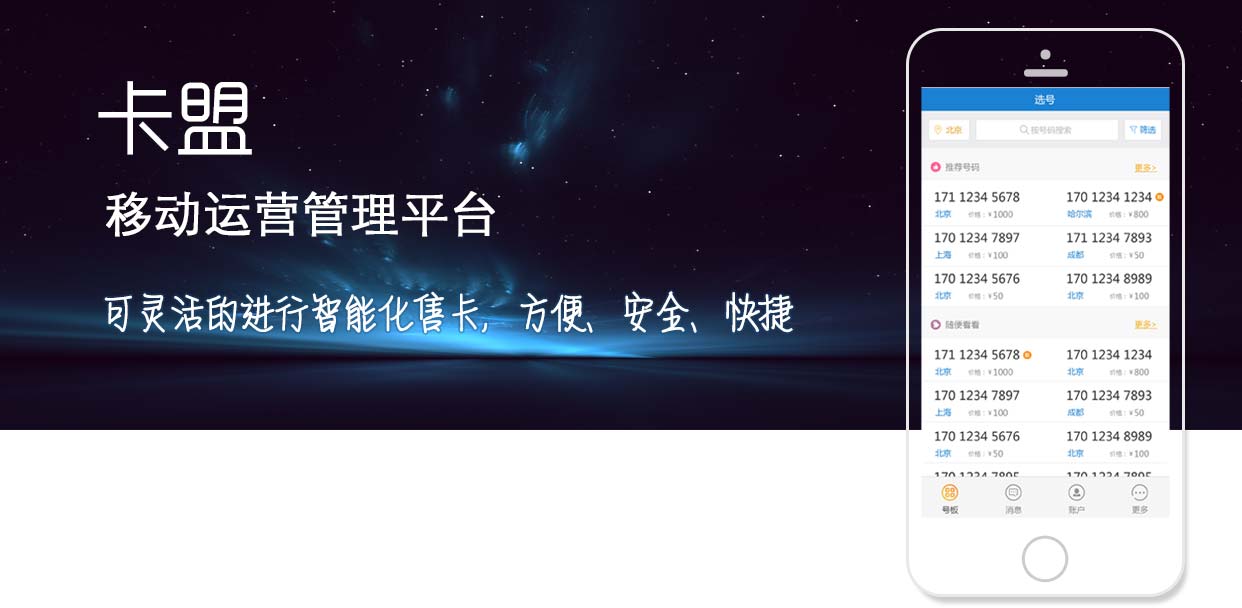 卡盟
移动运营管理平台
可灵活的进行智能化售卡,方便、安全、快捷
选号
北京 按号码搜索 筛选
推荐号码 更多>
171 1234 5678 170 1234 1234
北京 价格:¥1000 哈尔滨 价格:¥800
170 1234 7897 171 1234 7893
上海 价格:¥100 成都 价格:¥50
170 1234 5676 170 1234 8989
北京 价格:¥50 北京 价格:¥100
随便看看 更多>
171 1234 5678 170 1234 1234
北京 价格:¥1000 北京 价格:¥800
170 1234 7897 170 1234 7893
上海 价格:¥100 成都 价格:¥50
170 1234 5676 170 1234 8989
北京 价格:¥50 北京 价格:¥100
170 1234 7895 170 1234 7895
号板 消息 账户 更多